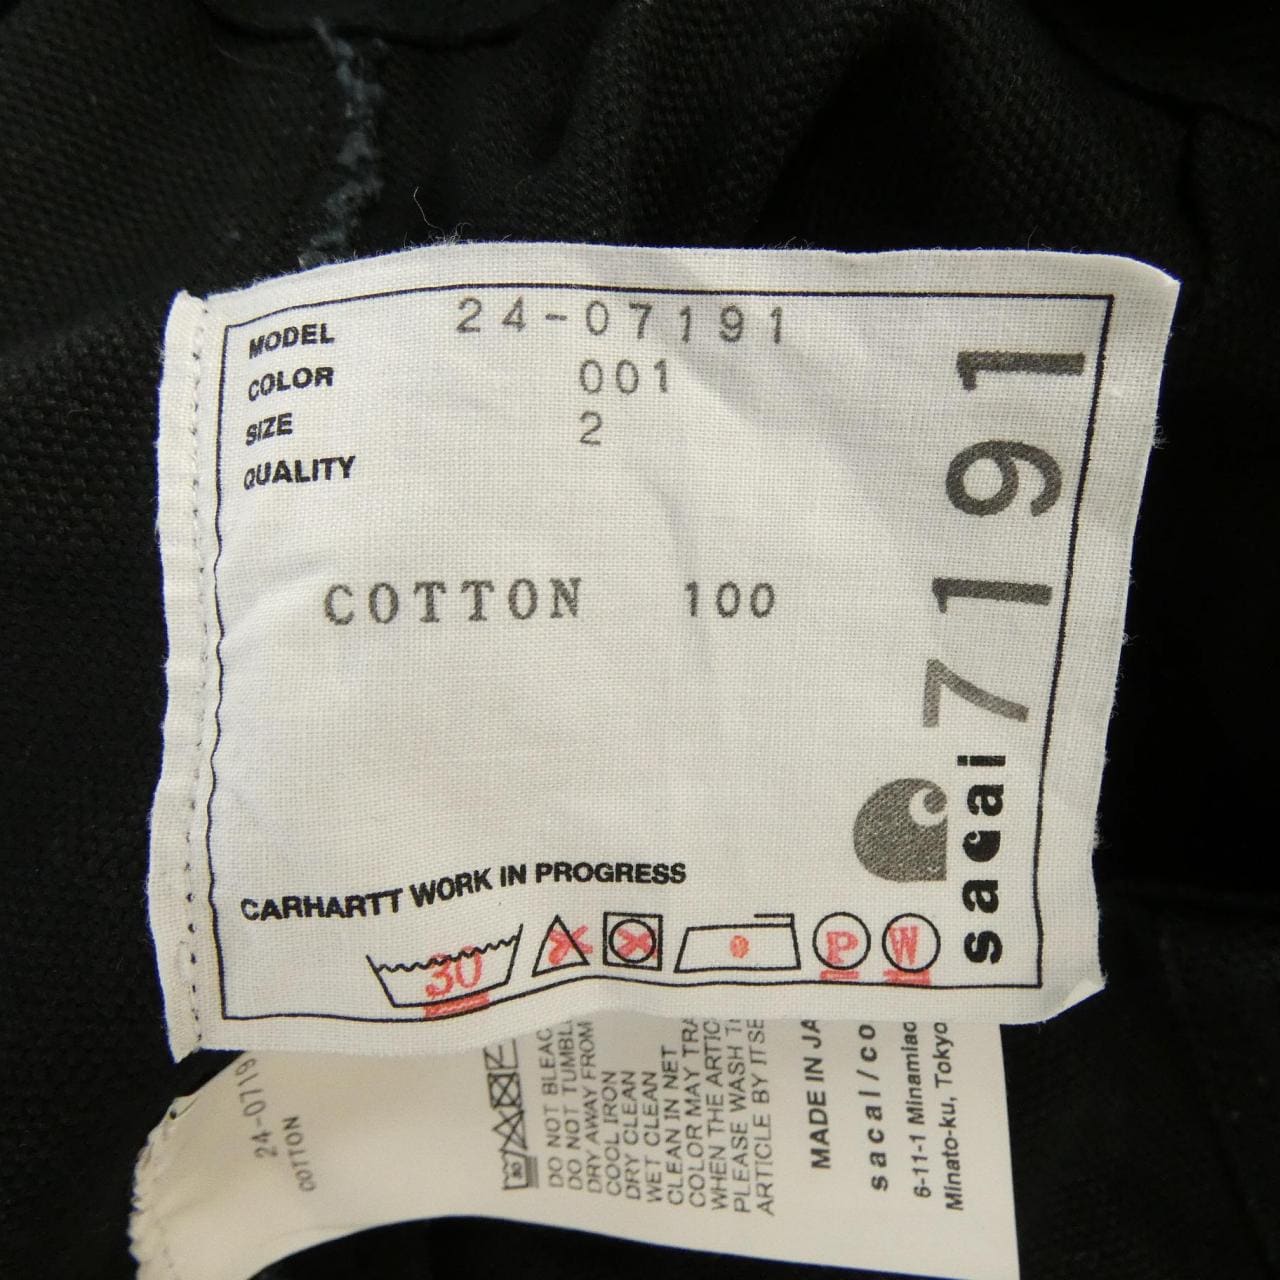 MODEL 24-07191
COLOR 001
SIZE 2
QUALITY
COTTON 100
CARHARTT WORK IN PROGRESS
30 P W
sacai
7191
24-0719
COTTON
30
DO NOT BLEAC
DO NOT TUMBL
DRY AWAY FROM
COOL IRON
DRY CLEAN
WET CLEAN
CLEAN IN NET
COLOR MAY TRA
WHEN THE ARTIC
PLEASE WASH T
ARTICLE BY ITSE
MADE IN JA
sacai/co
6-11-1 Minamiao
Minato-ku, Tokyo